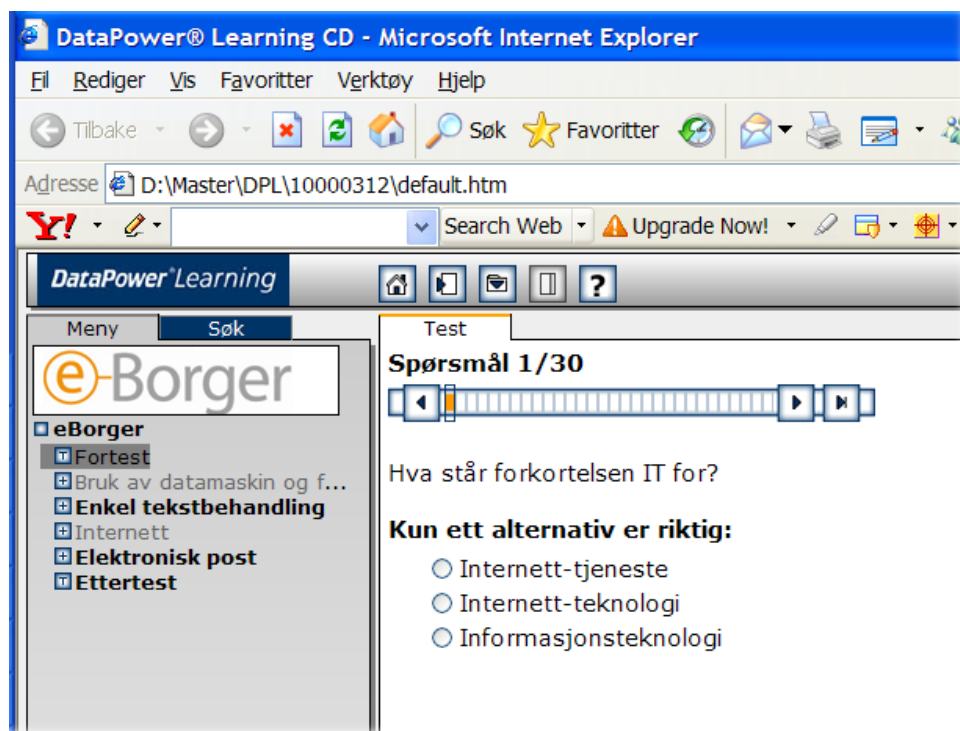 DataPower® Learning CD - Microsoft Internet Explorer
Fil Rediger Vis Favoritter Verktøy Hjelp
Tilbake Søk Favoritter
Adresse D:\Master\DPL\10000312\default.htm
Y! Search Web Upgrade Now!
DataPower®Learning ?
Meny Søk Test
e-Borger
Spørsmål 1/30
eBorger
Fortest
Bruk av datamaskin og f...
Enkel tekstbehandling
Internett
Elektronisk post
Ettertest
Hva står forkortelsen IT for?
Kun ett alternativ er riktig:
Internett-tjeneste
Internett-teknologi
Informasjonsteknologi